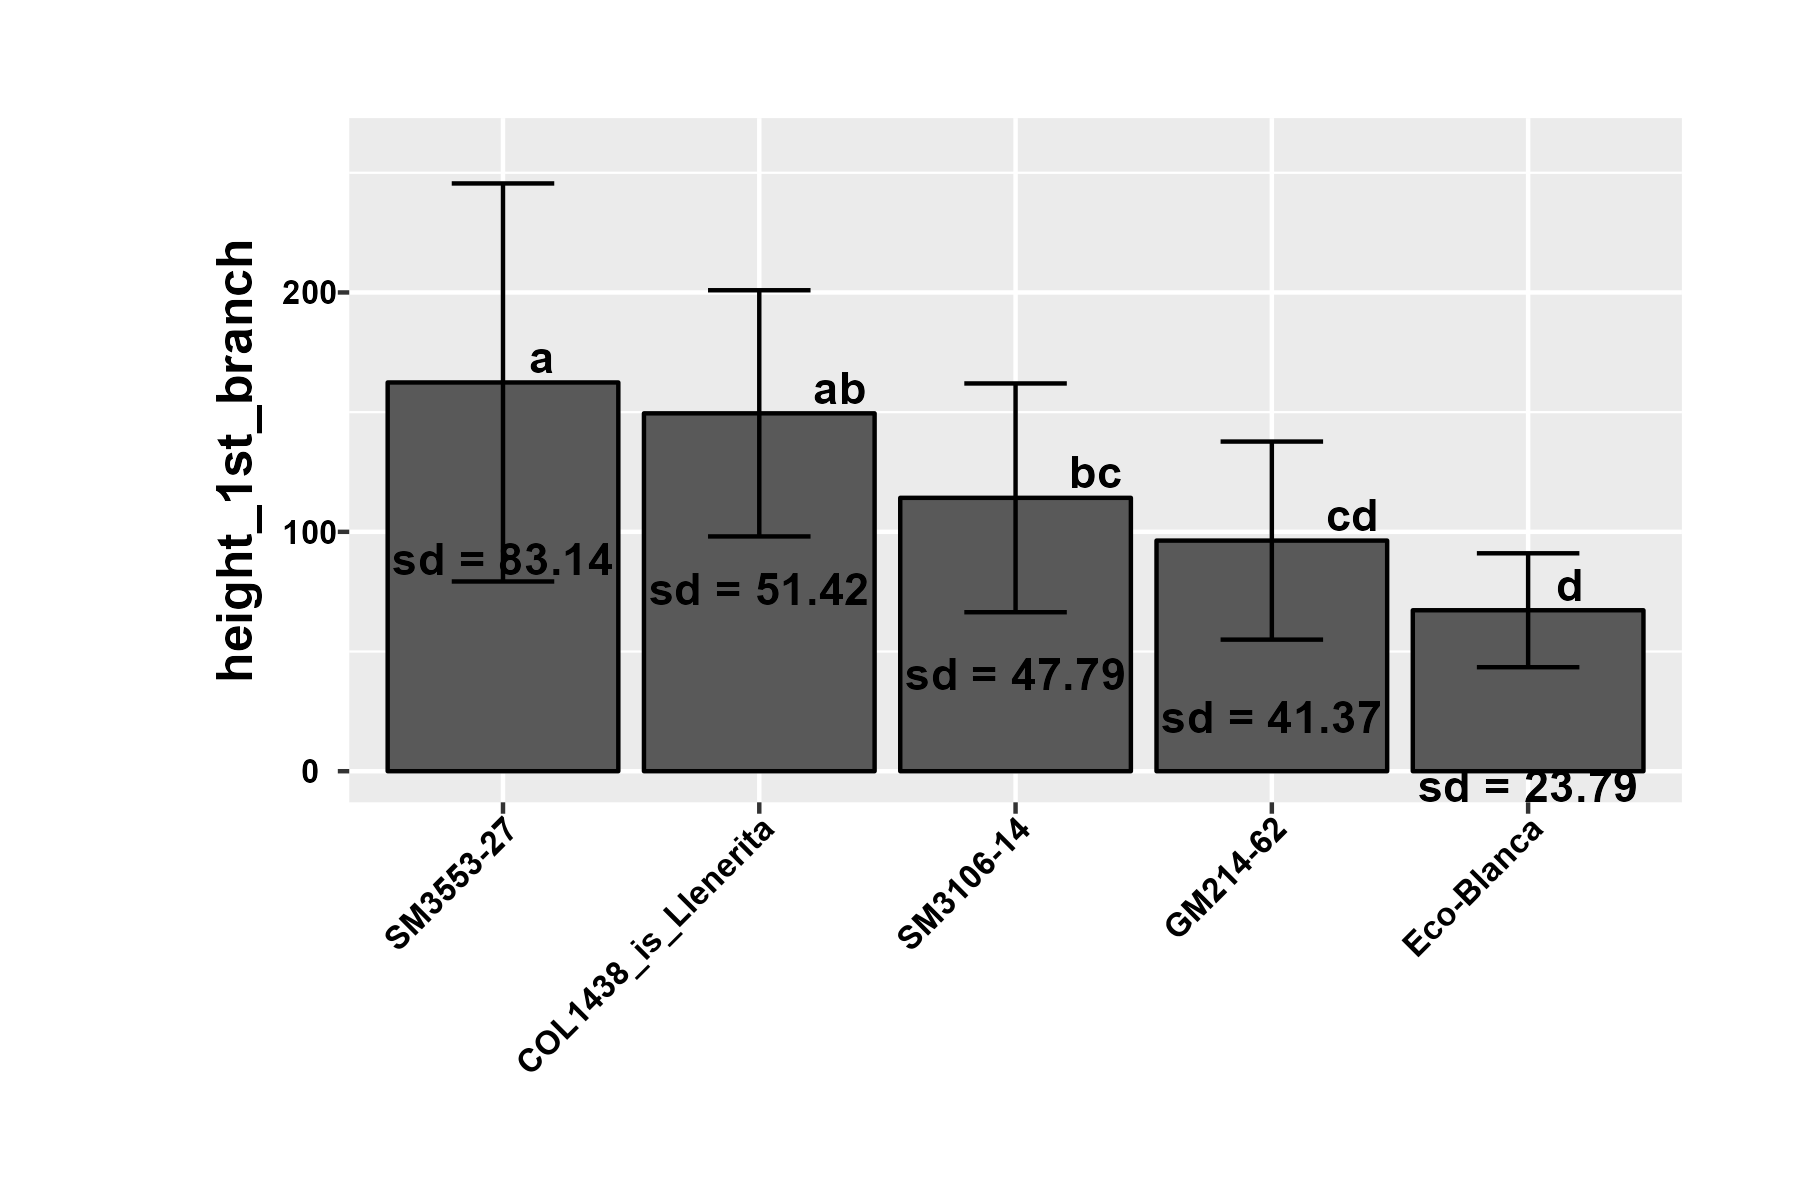 height_1st_branch
200
100
0
a
ab
bc
cd
d
sd = 83.14
sd = 51.42
sd = 47.79
sd = 41.37
sd = 23.79
SM3553-27
COL1438_is_Llenerita
SM3106-14
GM214-62
Eco-Blanca